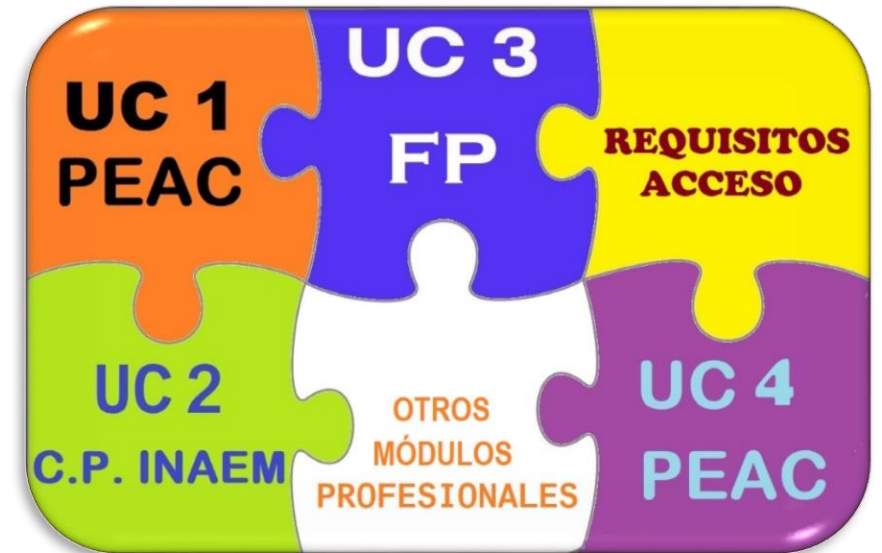 UC 1
PEAC
UC 3
FP
REQUISITOS
ACCESO
UC 2
C.P. INAEM
OTROS
MÓDULOS
PROFESIONALES
UC 4
PEAC